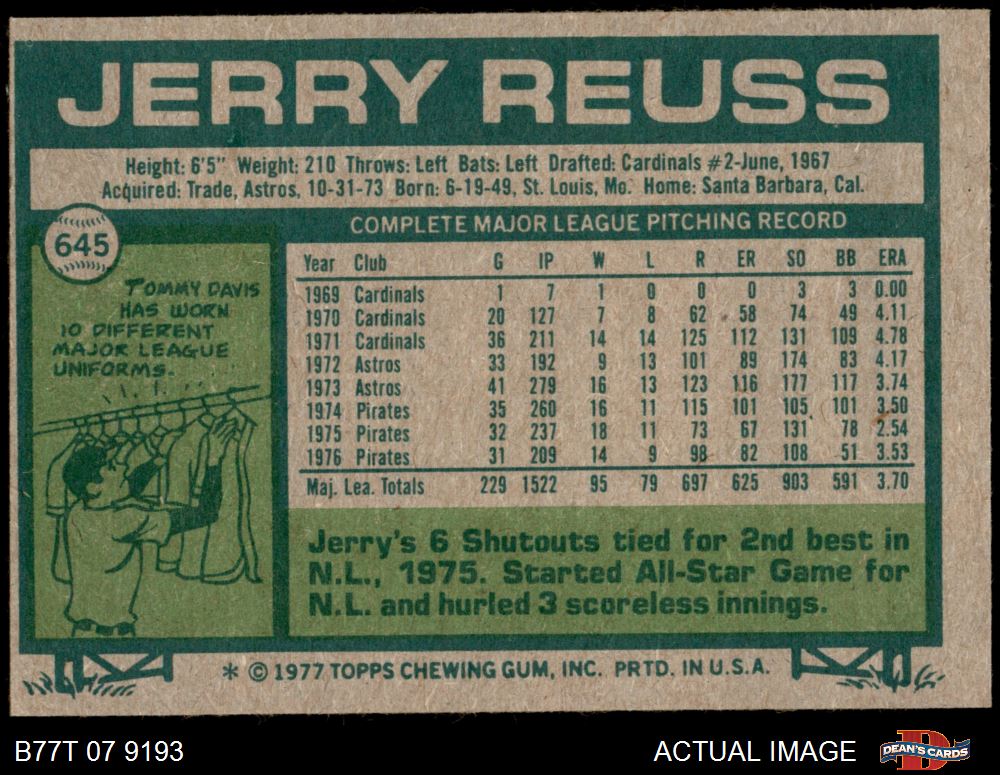 JERRY REUSS
Height: 6'5" Weight: 210 Throws: Left Bats: Left Drafted: Cardinals #2-June, 1967
Acquired: Trade, Astros, 10-31-73 Born: 6-19-49, St. Louis, Mo. Home: Santa Barbara, Cal.
645
TOMMY DAVIS
HAS WORN
10 DIFFERENT
MAJOR LEAGUE
UNIFORMS.
COMPLETE MAJOR LEAGUE PITCHING RECORD
Year Club G IP W L R ER SO BB ERA
1969 Cardinals 1 7 1 0 0 0 3 3 0.00
1970 Cardinals 20 127 7 8 62 58 74 49 4.11
1971 Cardinals 36 211 14 14 125 112 131 109 4.78
1972 Astros 33 192 9 13 101 89 174 83 4.17
1973 Astros 41 279 16 13 123 116 177 117 3.74
1974 Pirates 35 260 16 11 115 101 105 101 3.50
1975 Pirates 32 237 18 11 73 67 131 78 2.54
1976 Pirates 31 209 14 9 98 82 108 51 3.53
Maj. Lea. Totals 229 1522 95 79 697 625 903 591 3.70
Jerry's 6 Shutouts tied for 2nd best in
N.L., 1975. Started All-Star Game for
N.L. and hurled 3 scoreless innings.
* © 1977 TOPPS CHEWING GUM, INC. PRTD. IN U.S.A.
B77T 07 9193
ACTUAL IMAGE
D
DEAN'S CARDS